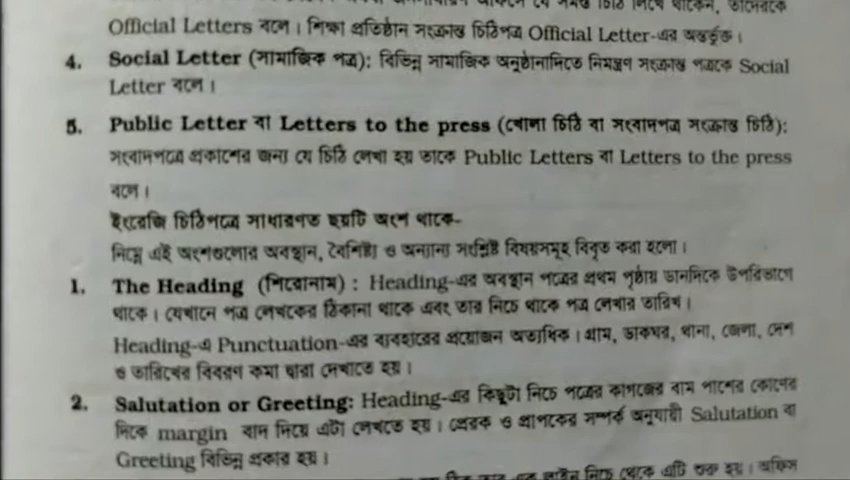 Official Letters বলে। শিক্ষা প্রতিষ্ঠান সংক্রান্ত চিঠিপত্র Official Letter-এর অন্তর্ভুক্ত।
4. Social Letter (সামাজিক পত্র): বিভিন্ন সামাজিক অনুষ্ঠানাদিতে নিমন্ত্রণ সংক্রান্ত পত্রকে Social
Letter বলে।
5. Public Letter বা Letters to the press (খোলা চিঠি বা সংবাদপত্র সংক্রান্ত চিঠি):
সংবাদপত্রে প্রকাশের জন্য যে চিঠি লেখা হয় তাকে Public Letters বা Letters to the press
বলে।
ইংরেজি চিঠিপত্রে সাধারণত ছয়টি অংশ থাকে-
নিম্নে এই অংশগুলোর অবস্থান, বৈশিষ্ট্য ও অন্যান্য সংশ্লিষ্ট বিষয়সমূহ বিবৃত করা হলো।
1. The Heading (শিরোনাম) : Heading-এর অবস্থান পত্রের প্রথম পৃষ্ঠায় ডানদিকে উপরিভাগে
থাকে। যেখানে পত্র লেখকের ঠিকানা থাকে এবং তার নিচে থাকে পত্র লেখার তারিখ।
Heading-এ Punctuation-এর ব্যবহারের প্রয়োজন অত্যধিক। গ্রাম, ডাকঘর, থানা, জেলা, দেশ
ও তারিখের বিবরণ কমা দ্বারা দেখাতে হয়।
2. Salutation or Greeting: Heading-এর কিছুটা নিচে পত্রের কাগজের বাম পাশের কোণের
দিকে margin বাদ দিয়ে এটা লেখতে হয়। প্রেরক ও প্রাপকের সম্পর্ক অনুযায়ী Salutation বা
Greeting বিভিন্ন প্রকার হয়।
লাইন নিচে থেকে এটি শুরু হয়। অফিস